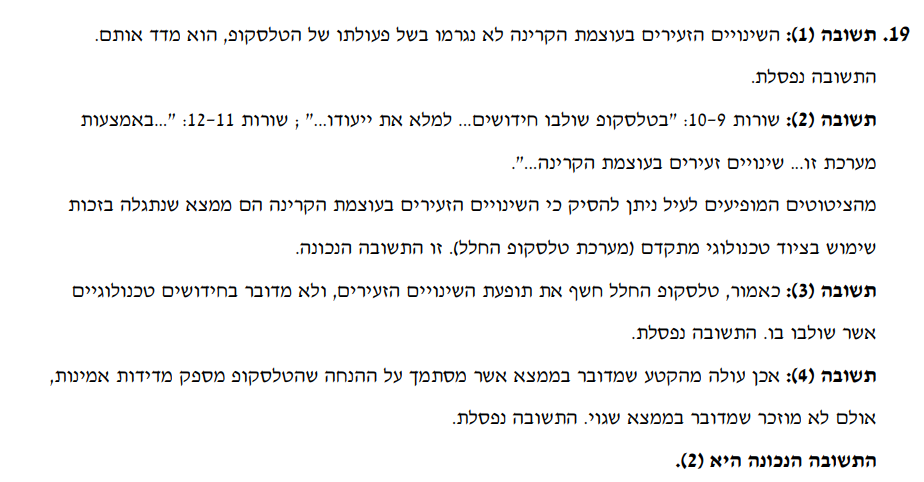 19. תשובה (1): השינויים הזעירים בעוצמת הקרינה לא נגרמו בשל פעולתו של הטלסקופ, הוא מדד אותם.
התשובה נפסלת.
תשובה (2): שורות 9–10: "בטלסקופ שולבו חידושים... למלא את ייעודו..." ; שורות 11–12: "...באמצעות
מערכת זו... שינויים זעירים בעוצמת הקרינה...".
מהציטוטים המופיעים לעיל ניתן להסיק כי השינויים הזעירים בעוצמת הקרינה הם ממצא שנתגלה בזכות
שימוש בציוד טכנולוגי מתקדם (מערכת טלסקופ החלל). זו התשובה הנכונה.
תשובה (3): כאמור, טלסקופ החלל חשף את תופעת השינויים הזעירים, ולא מדובר בחידושים טכנולוגיים
אשר שולבו בו. התשובה נפסלת.
תשובה (4): אכן עולה מהקטע שמדובר בממצא אשר מסתמך על ההנחה שהטלסקופ מספק מדידות אמינות,
אולם לא מוזכר שמדובר בממצא שגוי. התשובה נפסלת.
התשובה הנכונה היא (2).